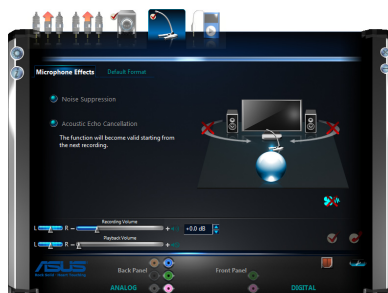 Microphone Effects Default Format
Noise Suppression
Acoustic Echo Cancellation
The function will become valid starting from
the next recording.
Recording Volume
L R - + +0.0 dB
Playback Volume
L R - +
ASUS
Back Panel Front Panel
ANALOG DIGITAL